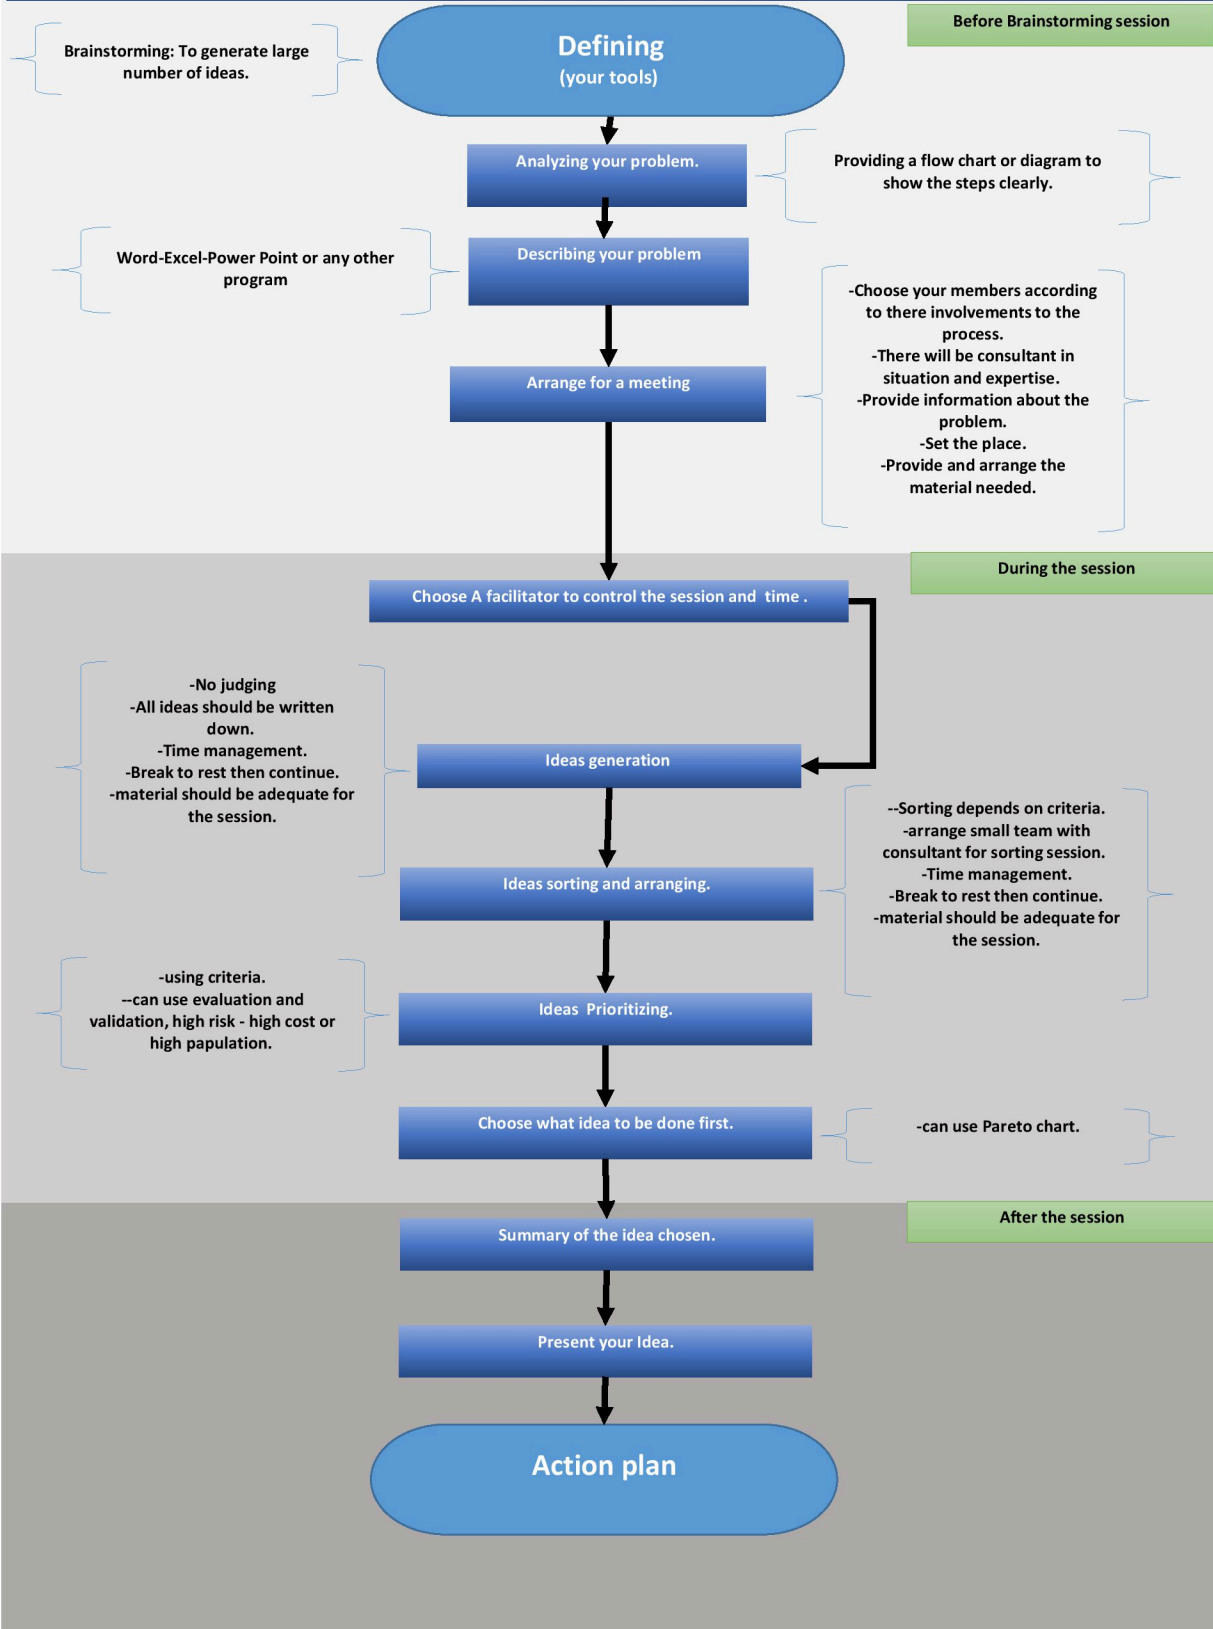 Before Brainstorming session
Defining
(your tools)
Brainstorming: To generate large
number of ideas.
Analyzing your problem.
Providing a flow chart or diagram to
show the steps clearly.
Describing your problem
Word-Excel-Power Point or any other
program
Arrange for a meeting
-Choose your members according
to there involvements to the
process.
-There will be consultant in
situation and expertise.
-Provide information about the
problem.
-Set the place.
-Provide and arrange the
material needed.
During the session
Choose A facilitator to control the session and  time .
-No judging
-All ideas should be written
down.
-Time management.
-Break to rest then continue.
-material should be adequate for
the session.
Ideas generation
Ideas sorting and arranging.
--Sorting depends on criteria.
-arrange small team with
consultant for sorting session.
-Time management.
-Break to rest then continue.
-material should be adequate for
the session.
-using criteria.
--can use evaluation and
validation, high risk - high cost or
high papulation.
Ideas  Prioritizing.
Choose what idea to be done first.
-can use Pareto chart.
After the session
Summary of the idea chosen.
Present your Idea.
Action plan